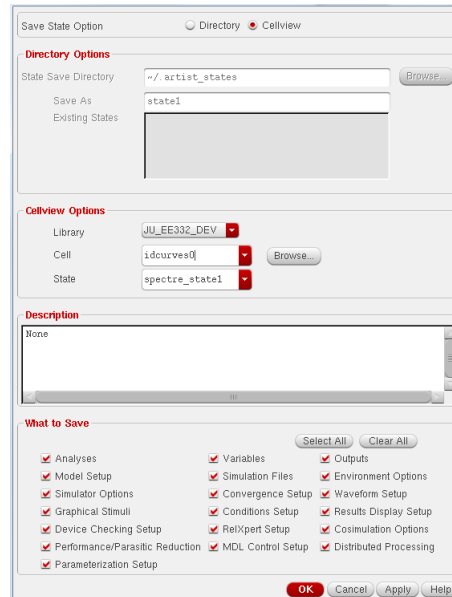 Save State Option Directory Cellview
Directory Options
State Save Directory ~/.artist_states Browse...
Save As state1
Existing States
Cellview Options
Library JU_EE332_DEV
Cell idcurves0 Browse...
State spectre_state1
Description
None
What to Save
Select All Clear All
Analyses Variables Outputs
Model Setup Simulation Files Environment Options
Simulator Options Convergence Setup Waveform Setup
Graphical Stimuli Conditions Setup Results Display Setup
Device Checking Setup RelXpert Setup Cosimulation Options
Performance/Parasitic Reduction MDL Control Setup Distributed Processing
Parameterization Setup
OK Cancel Apply Help